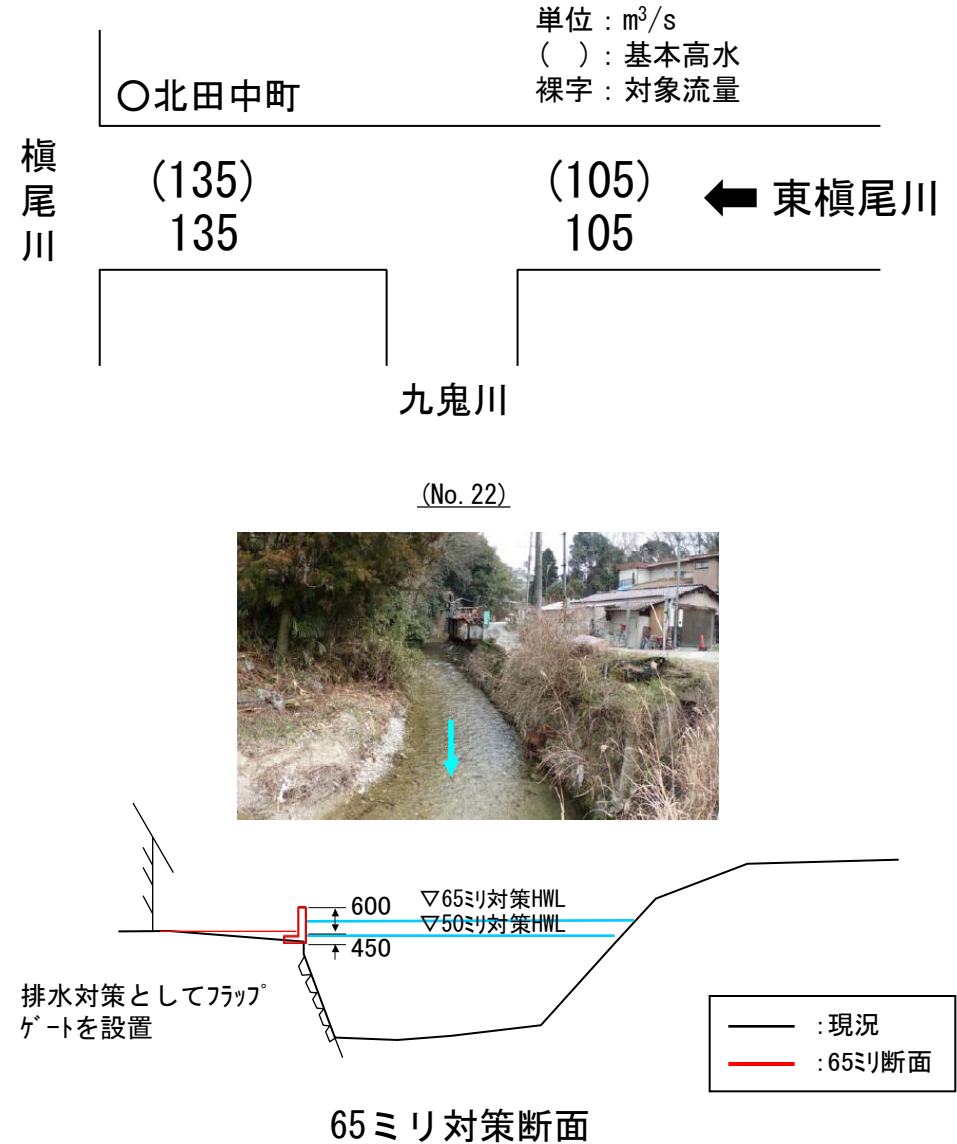 単位：m³/s
（　）：基本高水
裸字：対象流量
○北田中町
槇尾川
(135)
135
(105)
105
東槇尾川
九鬼川
(No. 22)
▽65ﾐﾘ対策HWL
600
▽50ﾐﾘ対策HWL
450
排水対策としてﾌﾗｯﾌﾟ
ｹﾞｰﾄを設置
：現況
：65ﾐﾘ断面
65ミリ対策断面